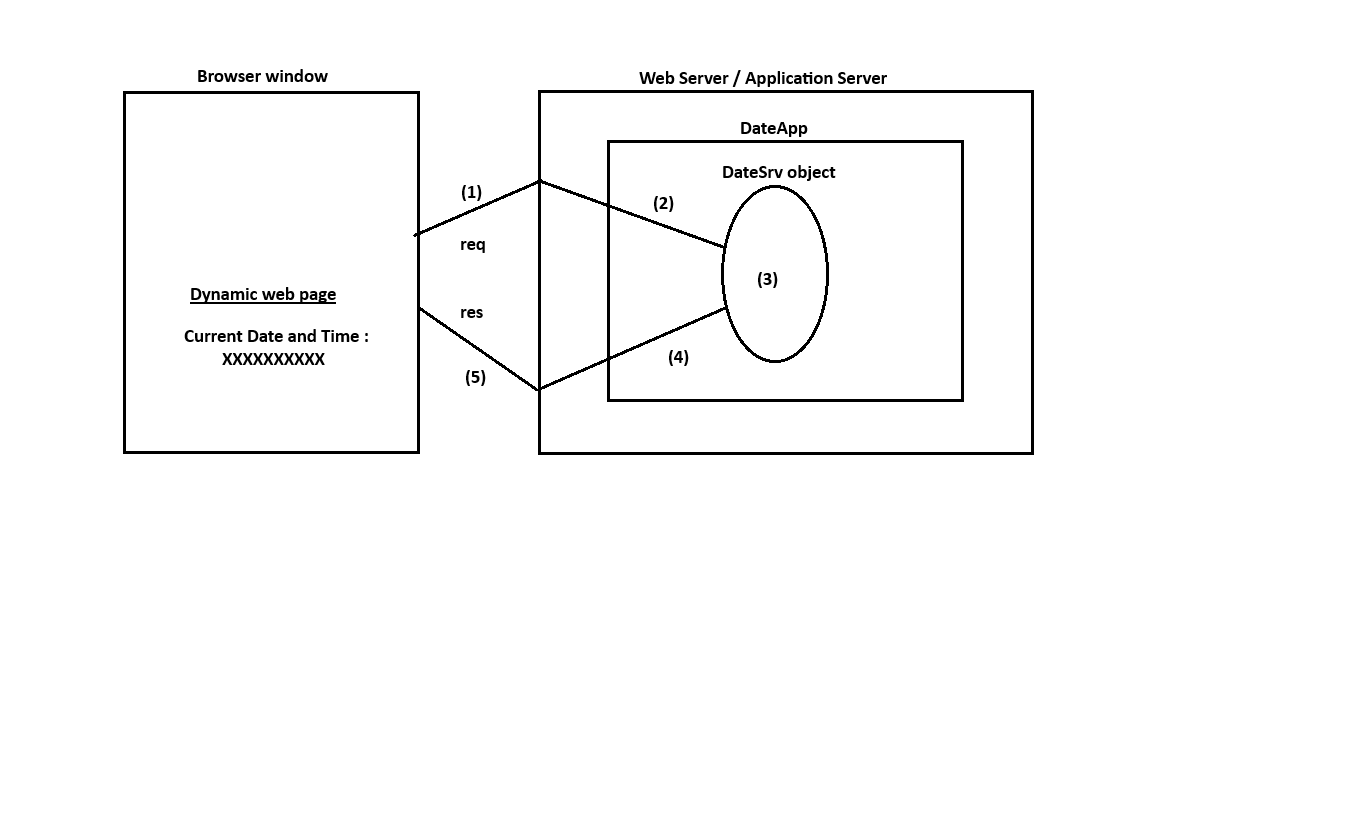 Browser window
Web Server / Application Server
DateApp
DateSrv object
(1)
(2)
req
(3)
Dynamic web page
res
Current Date and Time :
XXXXXXXXXX
(4)
(5)